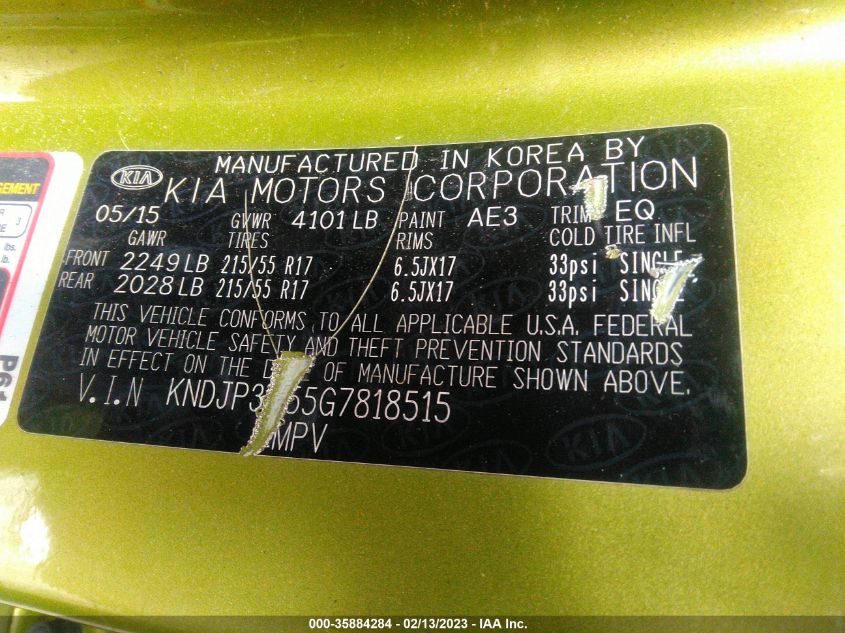 KIA
MANUFACTURED IN KOREA BY
KIA MOTORS CORPORATION
05/15 GVWR 4101 LB PAINT AE3 TRIM EQ
GAWR TIRES RIMS COLD TIRE INFL
FRONT 2249 LB 215/55 R17 6.5JX17 33psi SINGLE
REAR 2028 LB 215/55 R17 6.5JX17 33psi SINGLE
THIS VEHICLE CONFORMS TO ALL APPLICABLE U.S.A. FEDERAL
MOTOR VEHICLE SAFETY AND THEFT PREVENTION STANDARDS
IN EFFECT ON THE OF MANUFACTURE SHOWN ABOVE.
V.I.N
MPV
lbs.
000-35884284 - 02/13/2023 - IAA Inc.